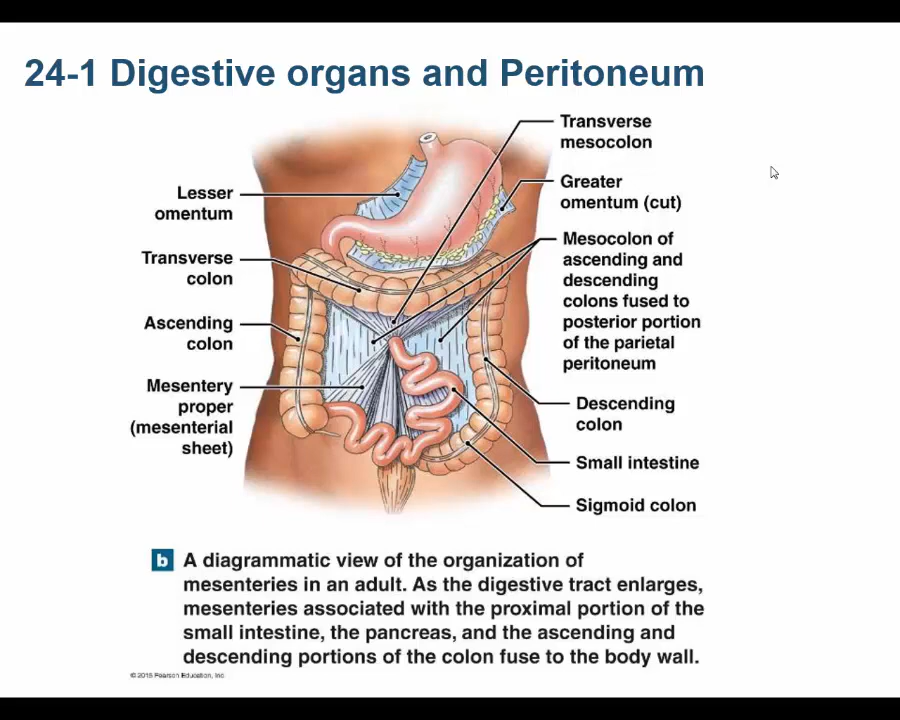 24-1 Digestive organs and Peritoneum
Transverse
mesocolon
Greater
omentum (cut)
Lesser
omentum
Mesocolon of
ascending and
descending
colons fused to
posterior portion
of the parietal
peritoneum
Transverse
colon
Ascending
colon
Mesentery
proper
(mesenterial
sheet)
Descending
colon
Small intestine
Sigmoid colon
b A diagrammatic view of the organization of
mesenteries in an adult. As the digestive tract enlarges,
mesenteries associated with the proximal portion of the
small intestine, the pancreas, and the ascending and
descending portions of the colon fuse to the body wall.
© 2015 Pearson Education, Inc.